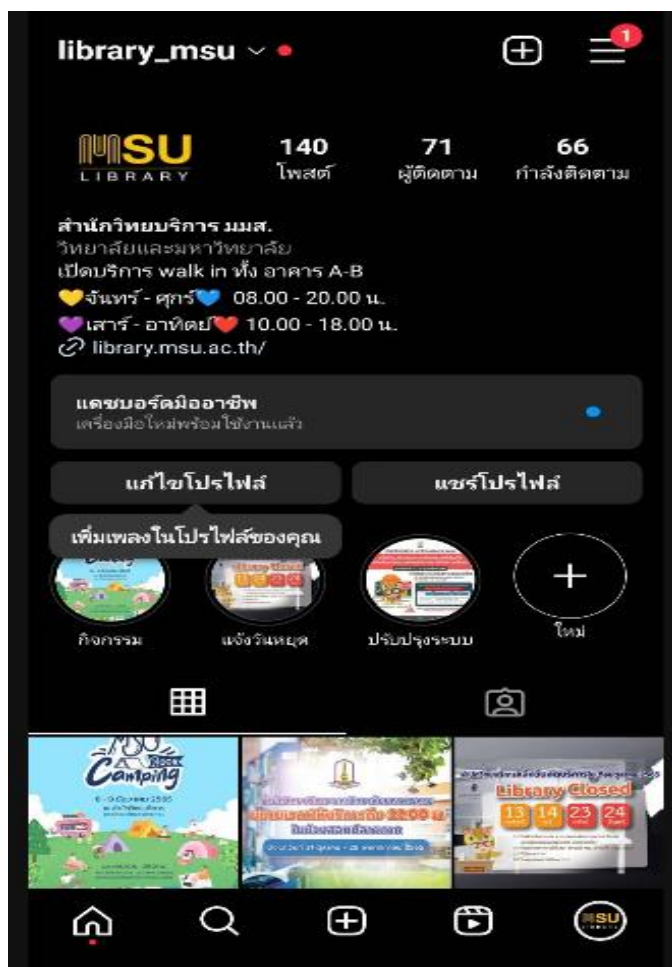 library_msu
1
MSU
LIBRARY
140
71
66
โพสต์
ผู้ติดตาม
กำลังติดตาม
สำนักวิทยบริการ มมส.
วิทยาลัยและมหาวิทยาลัย
เปิดบริการ walk in ทั้ง อาคาร A-B
💛จันทร์ - ศุกร์💙 08.00 - 20.00 น.
💜เสาร์ - อาทิตย์❤️ 10.00 - 18.00 น.
library.msu.ac.th/
แดชบอร์ดมืออาชีพ
เครื่องมือใหม่พร้อมใช้งานแล้ว
แก้ไขโปรไฟล์
แชร์โปรไฟล์
เพิ่มเพลงในโปรไฟล์ของคุณ
กิจกรรม
แจ้งวันหยุด
ปรับปรุงระบบ
ใหม่
MSU
Camping
22:00 น.
Library Closed
13 14 23 24
MSU